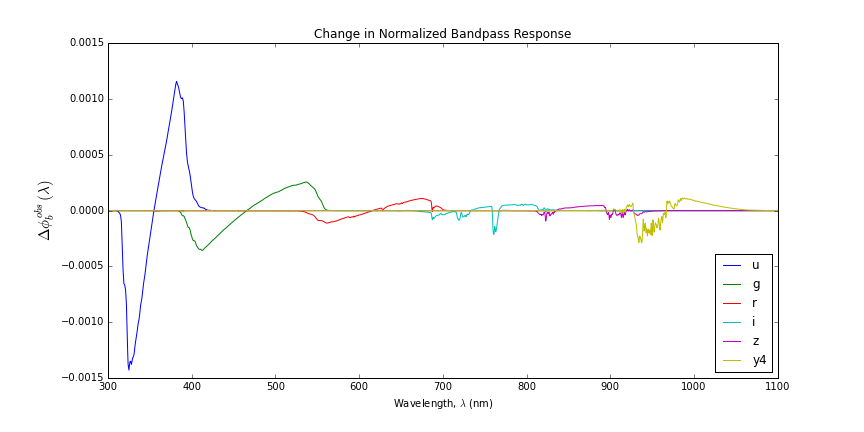 Change in Normalized Bandpass Response
Δϕ_b^obs (λ)
0.0015
0.0010
0.0005
0.0000
−0.0005
−0.0010
−0.0015
300 400 500 600 700 800 900 1000 1100
Wavelength, λ (nm)
u
g
r
i
z
y4